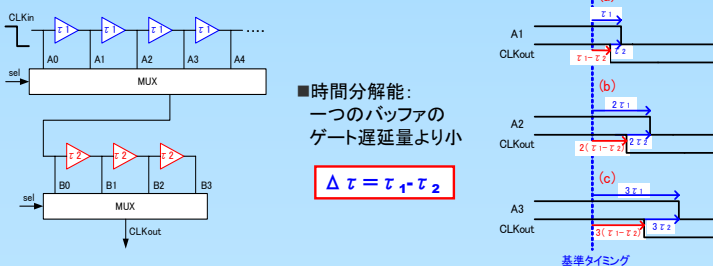 CLKin
τ1 τ1 τ1 τ1 ....
A0 A1 A2 A3 A4
sel
MUX
τ2 τ2 τ2
B0 B1 B2 B3
sel
MUX
CLKout
■時間分解能:
一つのバッファの
ゲート遅延量より小
Δτ=τ1-τ2
τ1
A1
CLKout
τ1-τ2
τ2
(b)
2τ1
A2
CLKout
2(τ1-τ2)
2τ2
(c)
3τ1
A3
CLKout
3(τ1-τ2)
3τ2
基準タイミング